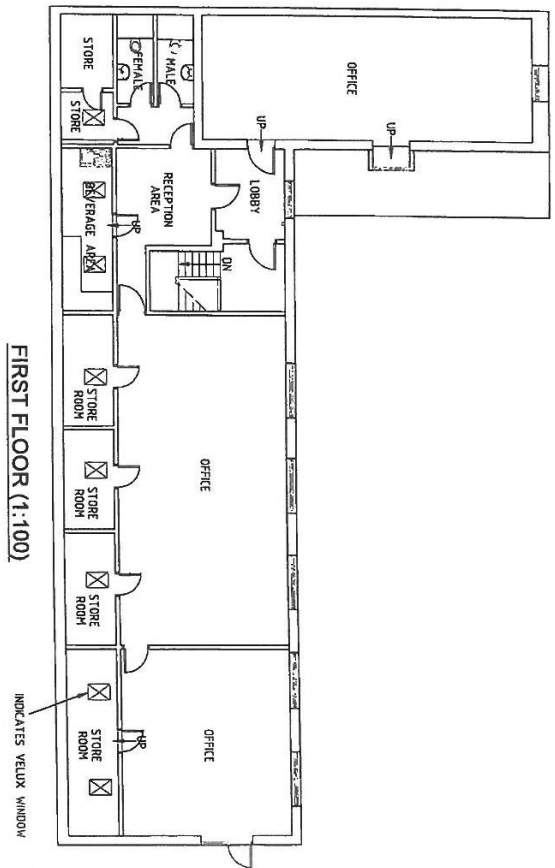 OFFICE
UP
UP
MALE
FEMALE
STORE
STORE
LOBBY
RECEPTION
AREA
DN
UP
BEVERAGE AREA
OFFICE
STORE
ROOM
STORE
ROOM
STORE
ROOM
OFFICE
UP
STORE
ROOM
INDICATES VELUX WINDOW
FIRST FLOOR (1:100)